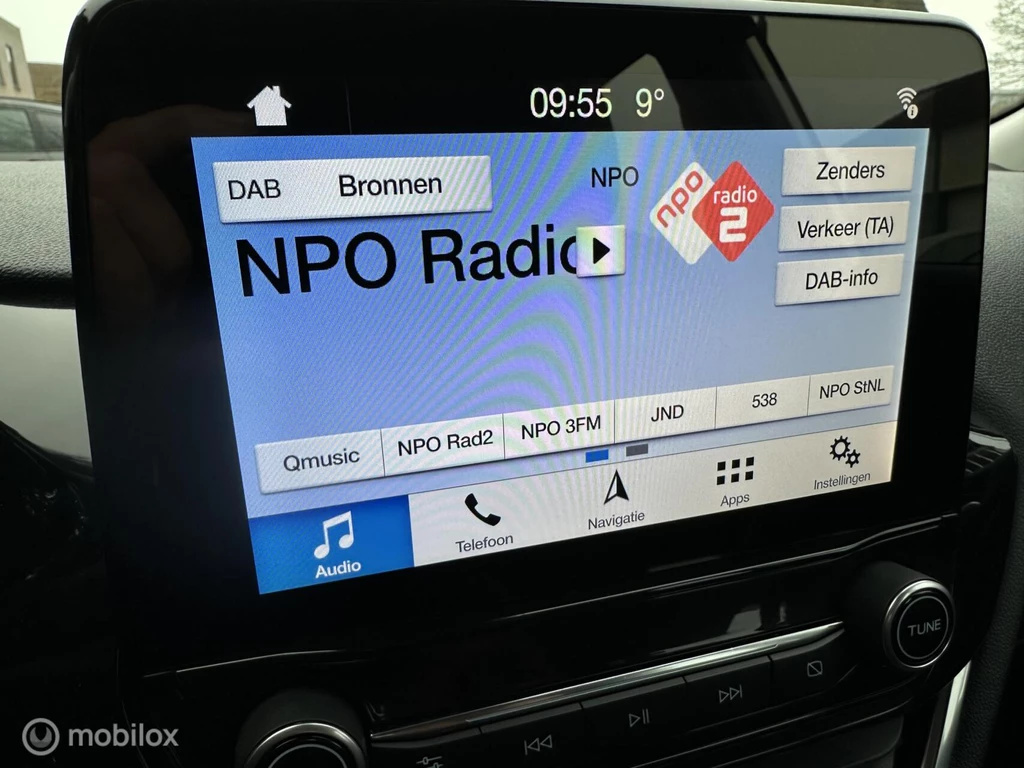 09:55 9°
DAB Bronnen
NPO
npo
radio
2
Zenders
NPO Radio
Verkeer (TA)
DAB-info
Qmusic
NPO Rad2
NPO 3FM
JND
538
NPO StNL
Audio
Telefoon
Navigatie
Apps
Instellingen
TUNE
mobilox